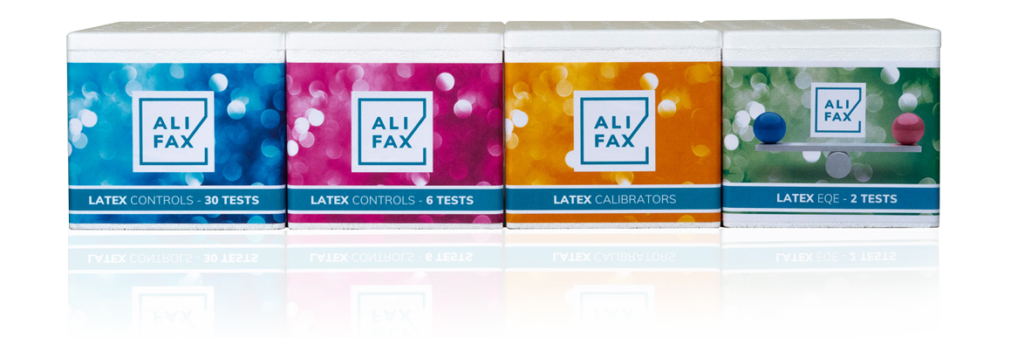 ALI
FAX
LATEX CONTROLS - 30 TESTS
ALI
FAX
LATEX CONTROLS - 6 TESTS
ALI
FAX
LATEX CALIBRATORS
ALI
FAX
LATEX EQE - 2 TESTS